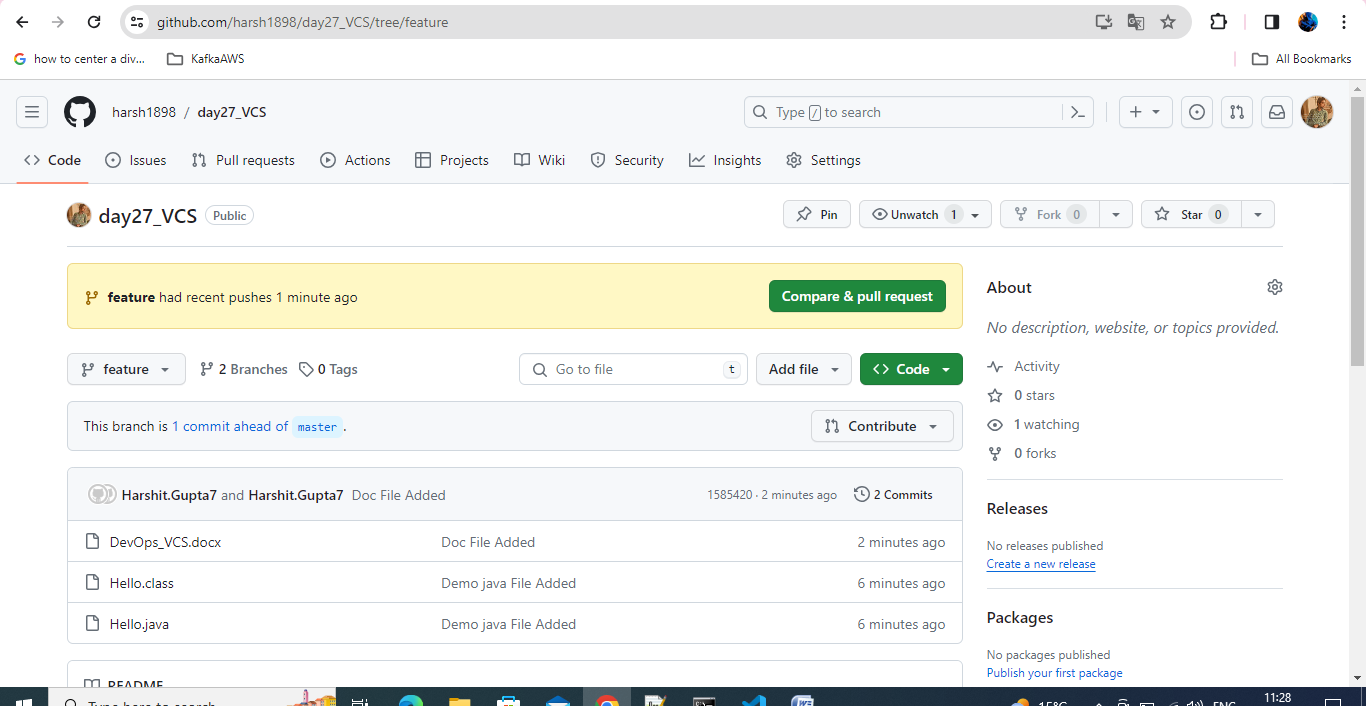 github.com/harsh1898/day27_VCS/tree/feature
how to center a div...
KafkaAWS
All Bookmarks
harsh1898 / day27_VCS
Type / to search
Code
Issues
Pull requests
Actions
Projects
Wiki
Security
Insights
Settings
day27_VCS Public
Pin
Unwatch 1
Fork 0
Star 0
feature had recent pushes 1 minute ago
Compare & pull request
feature
2 Branches
0 Tags
Go to file t
Add file
Code
This branch is 1 commit ahead of master .
Contribute
Harshit.Gupta7 and Harshit.Gupta7 Doc File Added
1585420 · 2 minutes ago
2 Commits
DevOps_VCS.docx Doc File Added 2 minutes ago
Hello.class Demo java File Added 6 minutes ago
Hello.java Demo java File Added 6 minutes ago
README
About
No description, website, or topics provided.
Activity
0 stars
1 watching
0 forks
Releases
No releases published
Create a new release
Packages
No packages published
Publish your first package
Type here to search
15°C
ENG
11:28